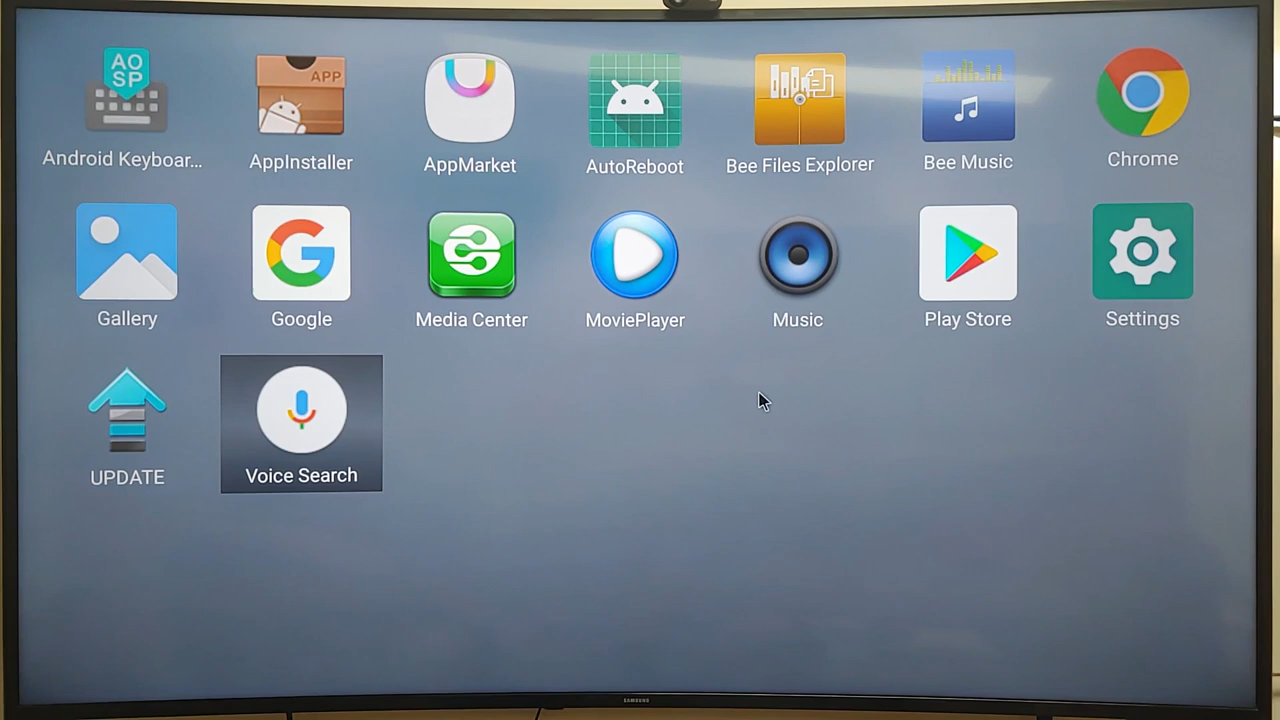 AO
SP
APP
Android Keyboar...
AppInstaller
AppMarket
AutoReboot
Bee Files Explorer
Bee Music
Chrome
Gallery
Google
Media Center
MoviePlayer
Music
Play Store
Settings
UPDATE
Voice Search
SAMSUNG